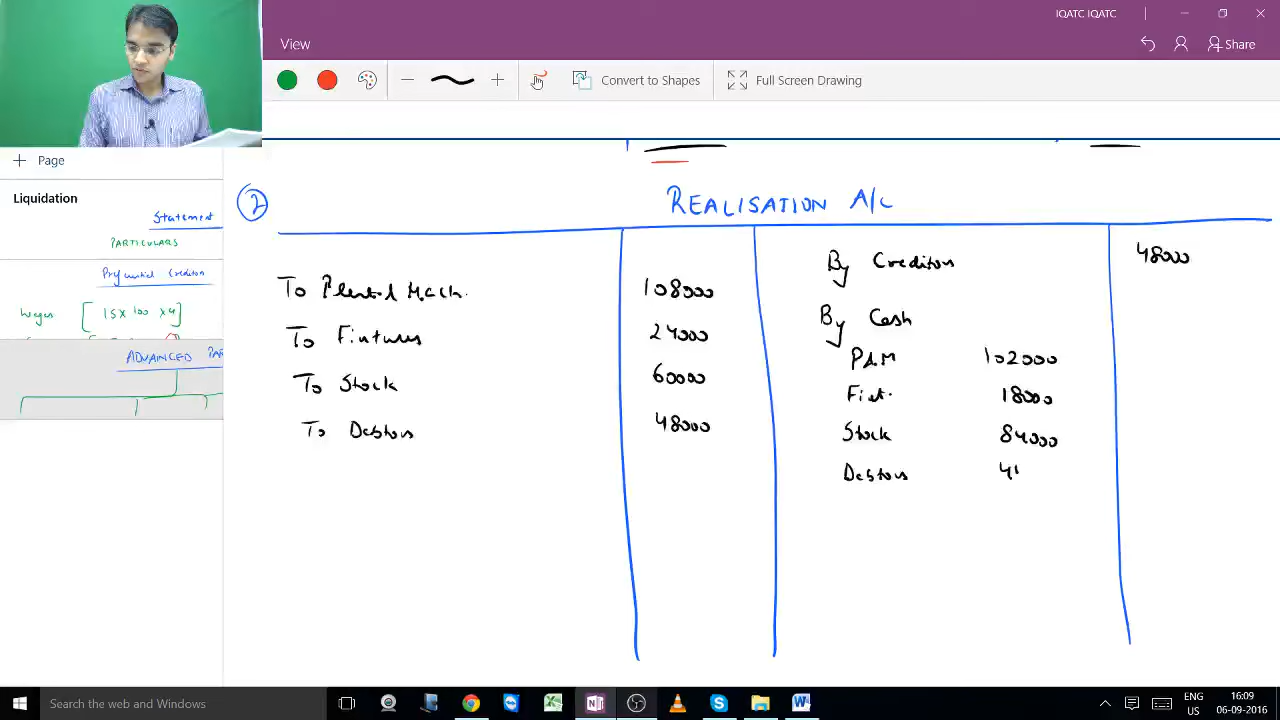 IQATC IQATC
View
Share
Convert to Shapes
Full Screen Drawing
Page
Liquidation
Statement
PARTICULARS
Preferential Creditors
Wages [ 15 x 100 x 4 ]
ADVANCED PA
2
REALISATION A/C
By Creditors 48000
To Plant & Mach. 108000
By Cash
To Fixtures 24000
P&M 102000
To Stock 60000
Fixt. 18000
To Debtors 48000
Stock 84000
Debtors 41
Search the web and Windows
ENG
US
16:09
06-09-2016